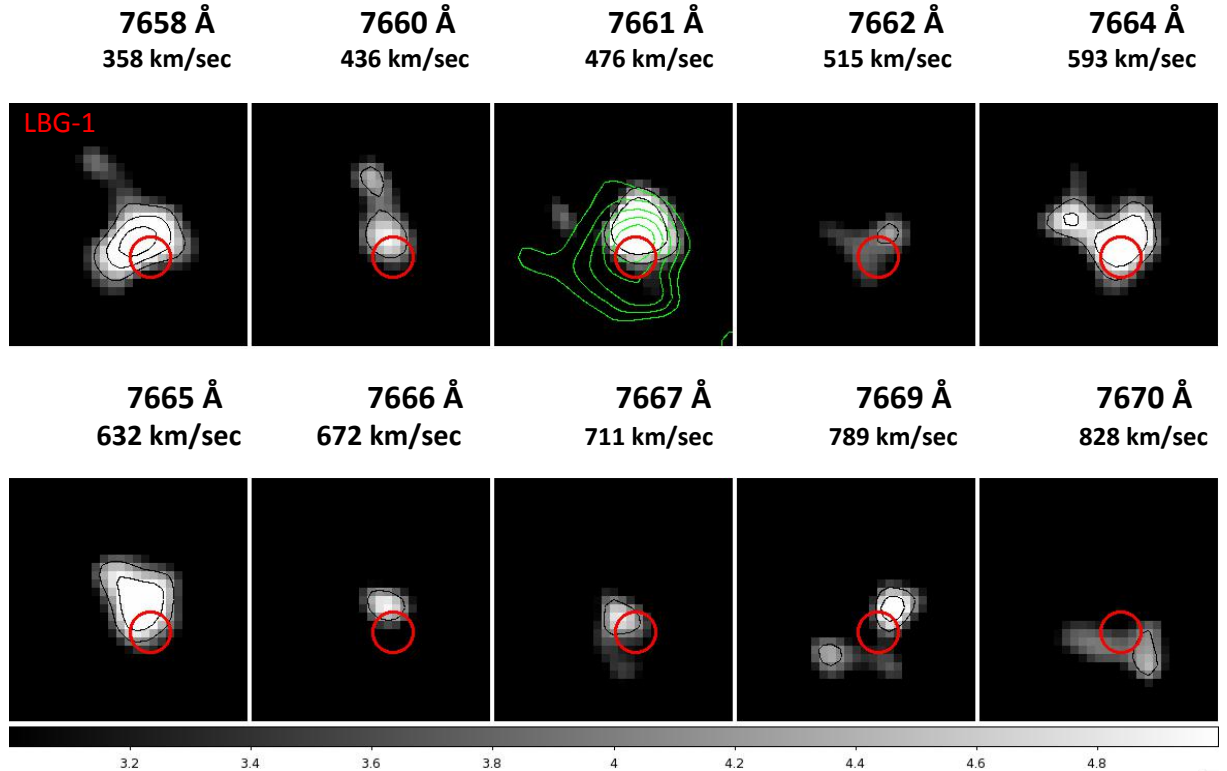 7658 Å 7660 Å 7661 Å 7662 Å 7664 Å
358 km/sec 436 km/sec 476 km/sec 515 km/sec 593 km/sec
LBG-1
7665 Å 7666 Å 7667 Å 7669 Å 7670 Å
632 km/sec 672 km/sec 711 km/sec 789 km/sec 828 km/sec
3.2 3.4 3.6 3.8 4 4.2 4.4 4.6 4.8